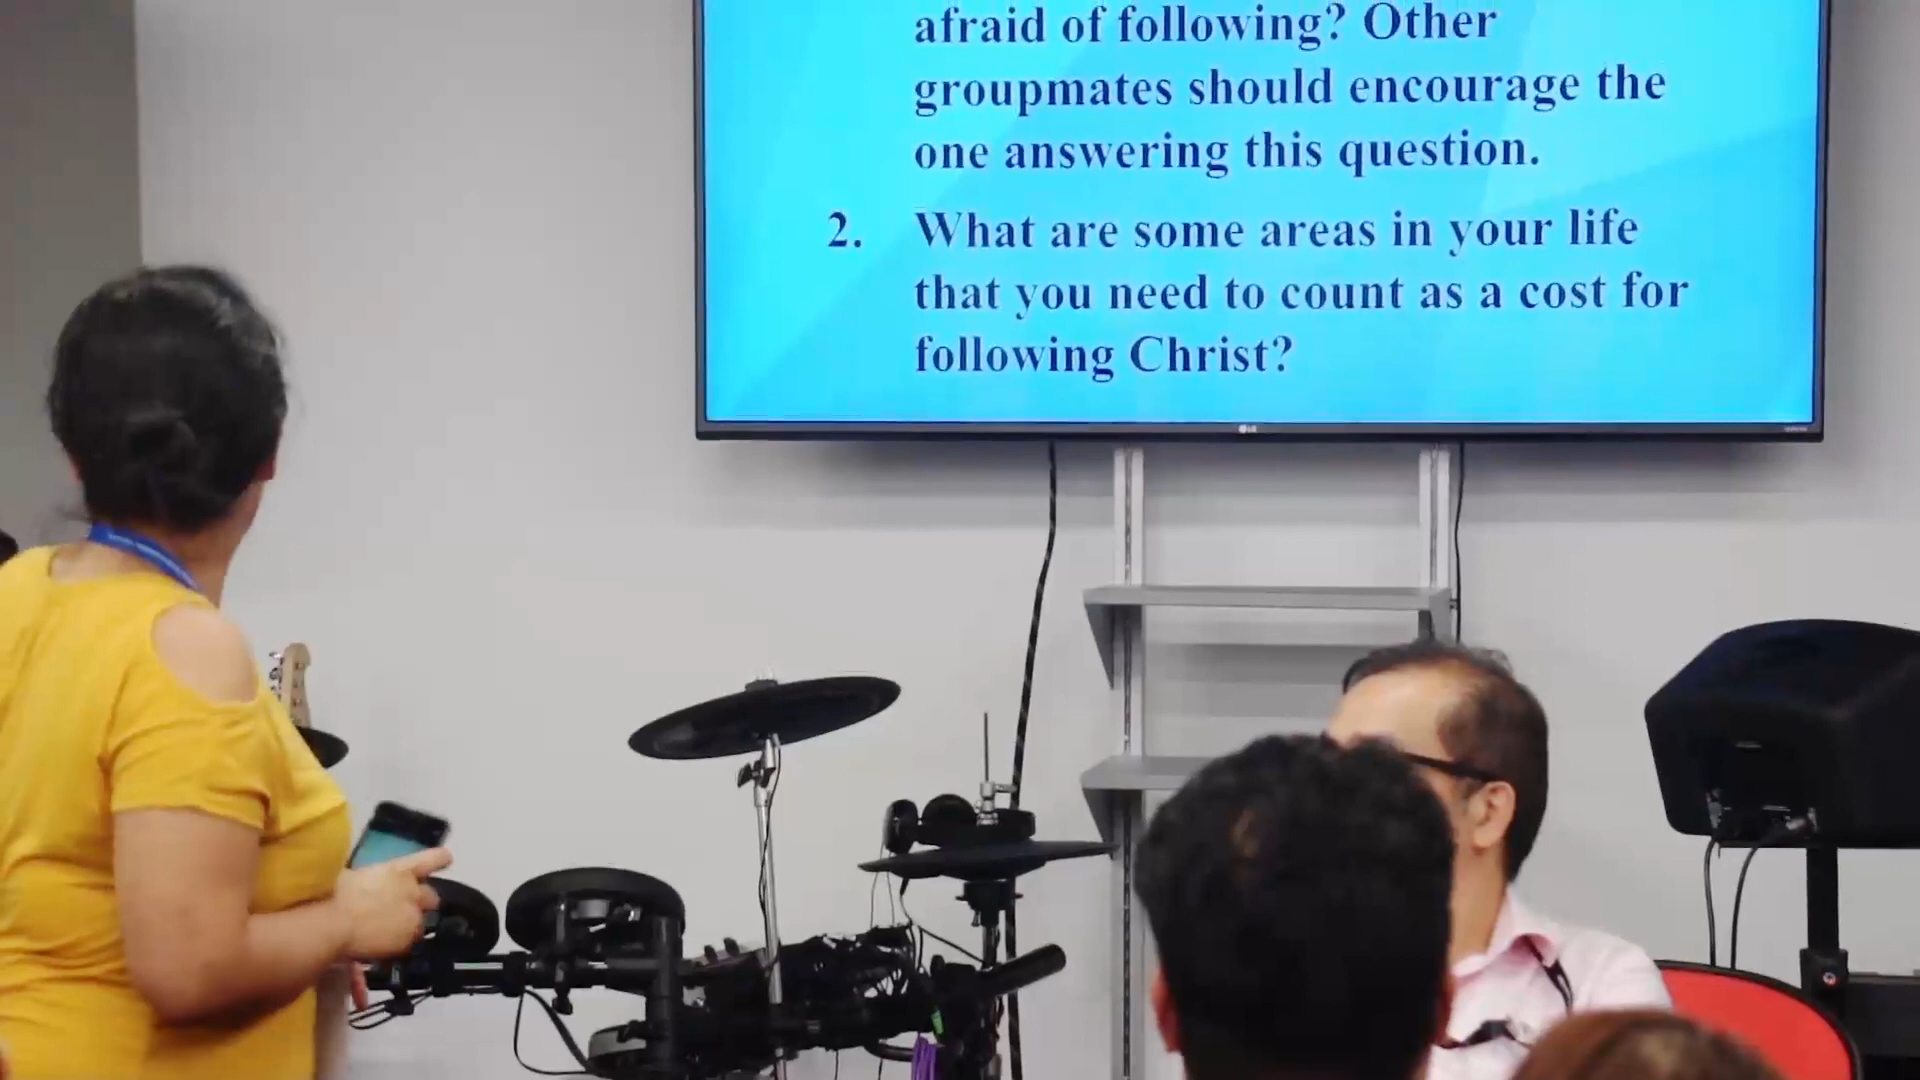 afraid of following? Other
groupmates should encourage the
one answering this question.
2. What are some areas in your life
that you need to count as a cost for
following Christ?
LG